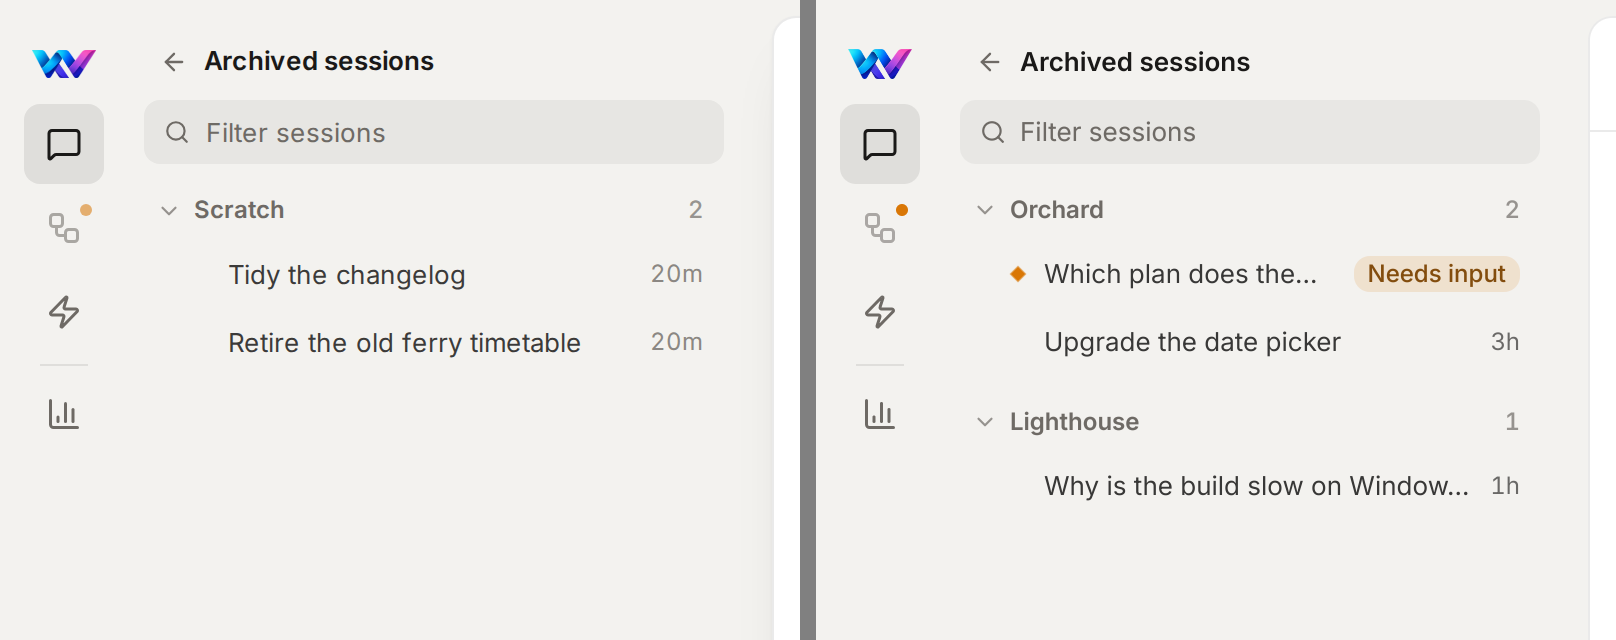 Archived sessions
Filter sessions
Scratch 2
Tidy the changelog 20m
Retire the old ferry timetable 20m
Archived sessions
Filter sessions
Orchard 2
Which plan does the... Needs input
Upgrade the date picker 3h
Lighthouse 1
Why is the build slow on Window... 1h